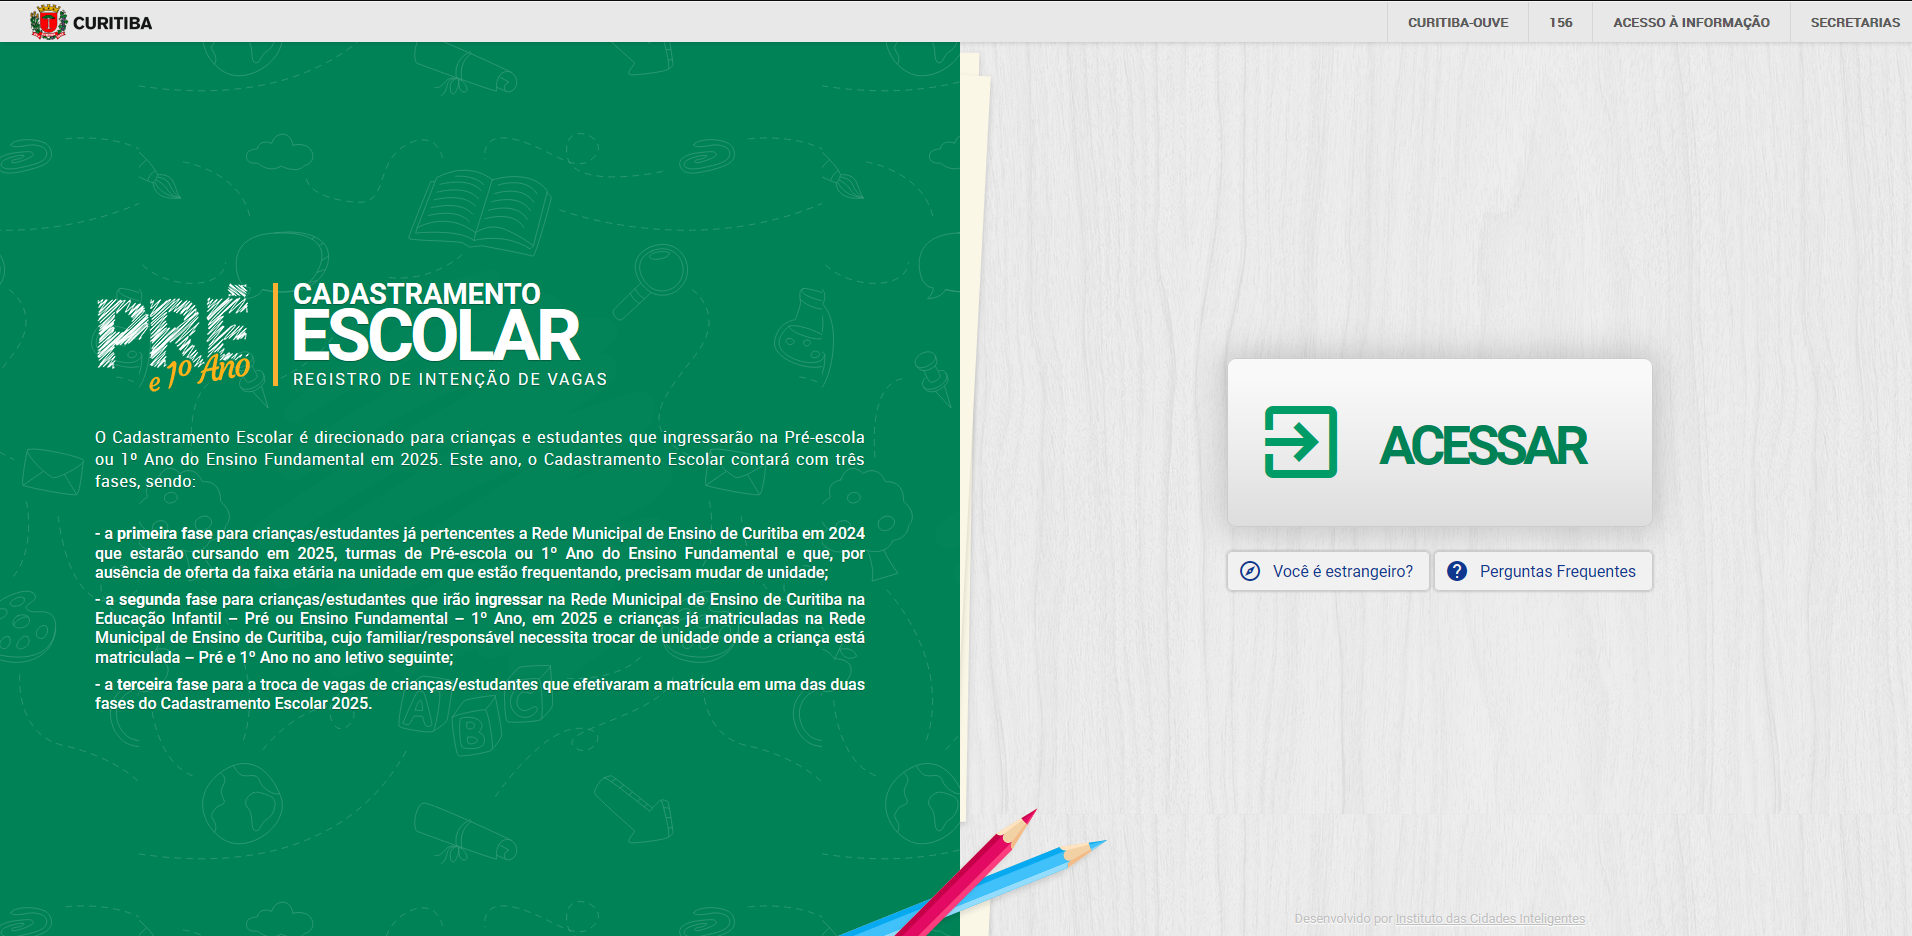 CURITIBA
CURITIBA-OUVE
156
ACESSO À INFORMAÇÃO
SECRETARIAS
PRÉ
e 1º Ano
CADASTRAMENTO
ESCOLAR
REGISTRO DE INTENÇÃO DE VAGAS
O Cadastramento Escolar é direcionado para crianças e estudantes que ingressarão na Pré-escola
ou 1º Ano do Ensino Fundamental em 2025. Este ano, o Cadastramento Escolar contará com três
fases, sendo:
- a primeira fase para crianças/estudantes já pertencentes a Rede Municipal de Ensino de Curitiba em 2024
que estarão cursando em 2025, turmas de Pré-escola ou 1º Ano do Ensino Fundamental e que, por
ausência de oferta da faixa etária na unidade em que estão frequentando, precisam mudar de unidade;
- a segunda fase para crianças/estudantes que irão ingressar na Rede Municipal de Ensino de Curitiba na
Educação Infantil – Pré ou Ensino Fundamental – 1º Ano, em 2025 e crianças já matriculadas na Rede
Municipal de Ensino de Curitiba, cujo familiar/responsável necessita trocar de unidade onde a criança está
matriculada – Pré e 1º Ano no ano letivo seguinte;
- a terceira fase para a troca de vagas de crianças/estudantes que efetivaram a matrícula em uma das duas
fases do Cadastramento Escolar 2025.
A
B
C
ACESSAR
Você é estrangeiro?
Perguntas Frequentes
Desenvolvido por Instituto das Cidades Inteligentes